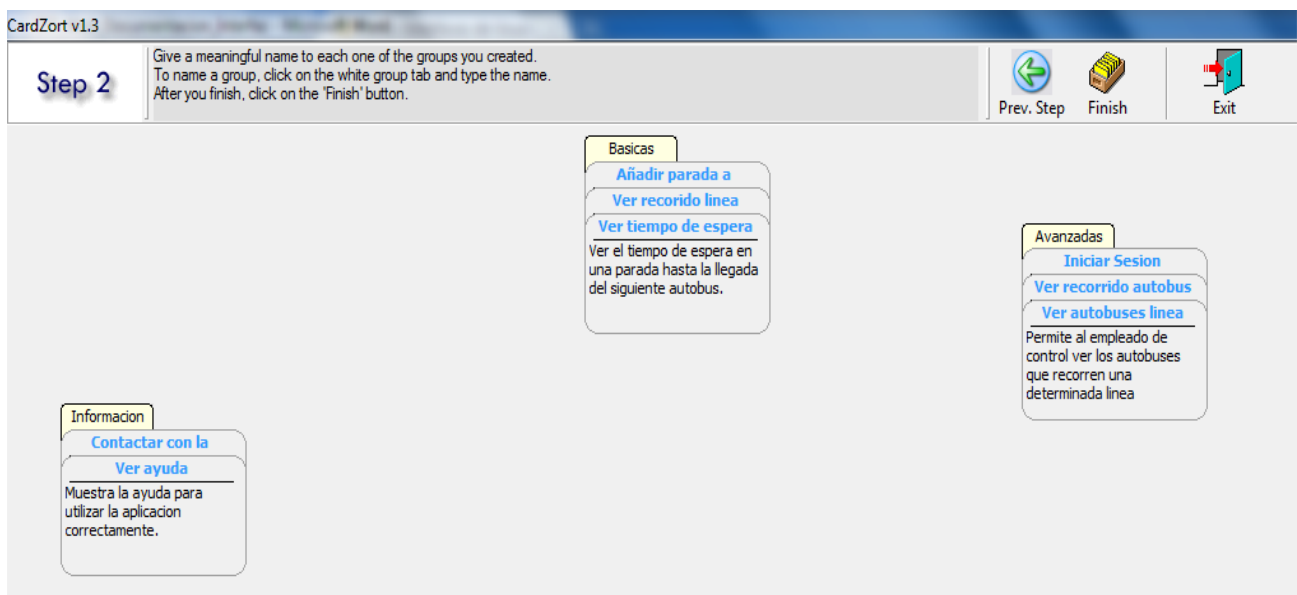 CardZort v1.3
Step 2
Give a meaningful name to each one of the groups you created.
To name a group, click on the white group tab and type the name.
After you finish, click on the 'Finish' button.
Prev. Step
Finish
Exit
Basicas
Añadir parada a
Ver recorido linea
Ver tiempo de espera
Ver el tiempo de espera en
una parada hasta la llegada
del siguiente autobus.
Avanzadas
Iniciar Sesion
Ver recorrido autobus
Ver autobuses linea
Permite al empleado de
control ver los autobuses
que recorren una
determinada linea
Informacion
Contactar con la
Ver ayuda
Muestra la ayuda para
utilizar la aplicacion
correctamente.